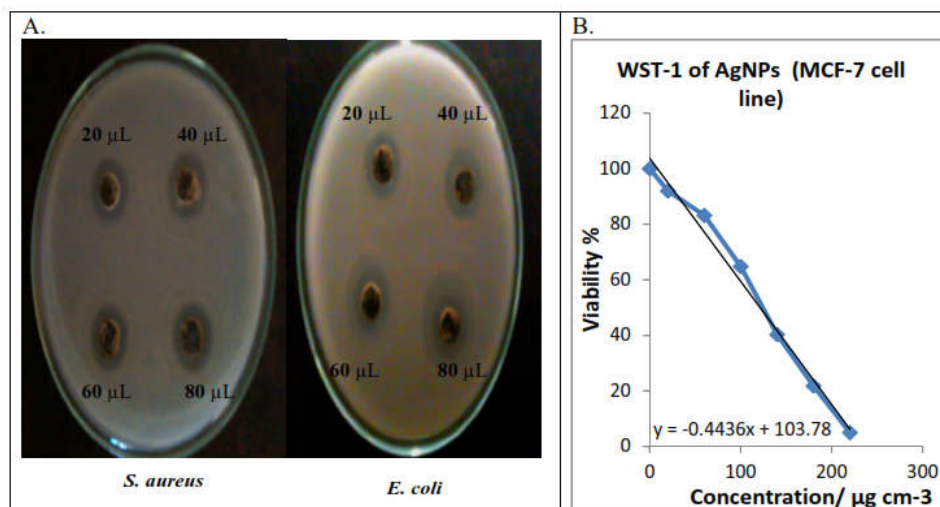 A.
20 µL
40 µL
60 µL
80 µL
S. aureus
20 µL
40 µL
60 µL
80 µL
E. coli
B.
WST-1 of AgNPs (MCF-7 cell
line)
120
100
80
60
40
20
0
Viability %
y = -0.4436x + 103.78
0
100
200
300
Concentration/ µg cm-3